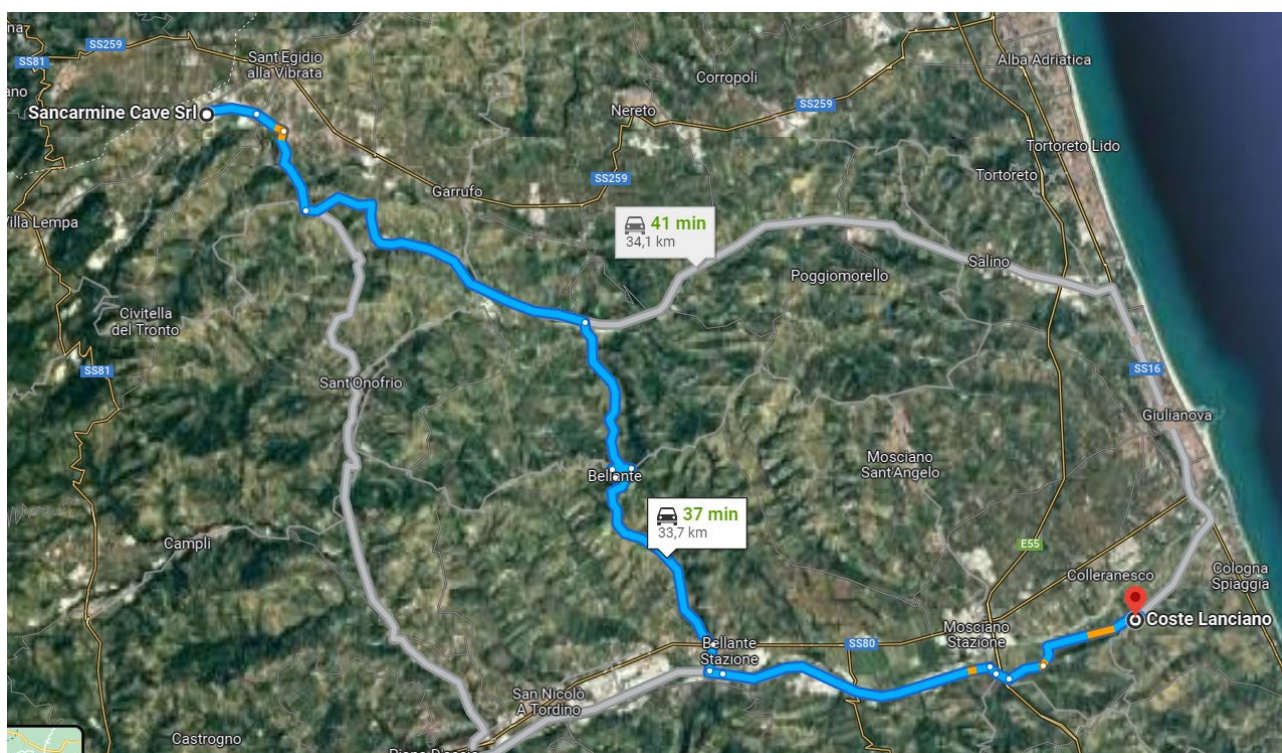 SS259
SS81
Sant'Egidio
alla Vibrata
Sancarmine Cave Srl
Corropoli
Alba Adriatica
Nereto
SS259
Tortoreto Lido
Garrufo
SS259
Tortoreto
Villa Lempa
41 min
34,1 km
Salino
Poggiomorello
Civitella
del Tronto
SS81
Sant'Onofrio
SS16
Giulianova
Mosciano
Sant'Angelo
Bellante
37 min
33,7 km
Campli
E55
Colleranesco
Cologna
Spiaggia
Coste Lanciano
Mosciano
Stazione
Bellante
Stazione
SS80
San Nicolò
A Tordino
Castrogno